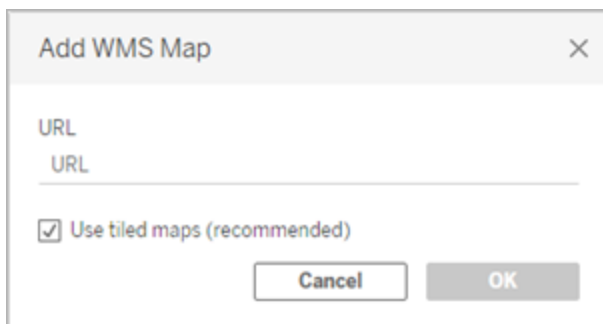 Add WMS Map
URL
URL
Use tiled maps (recommended)
Cancel OK